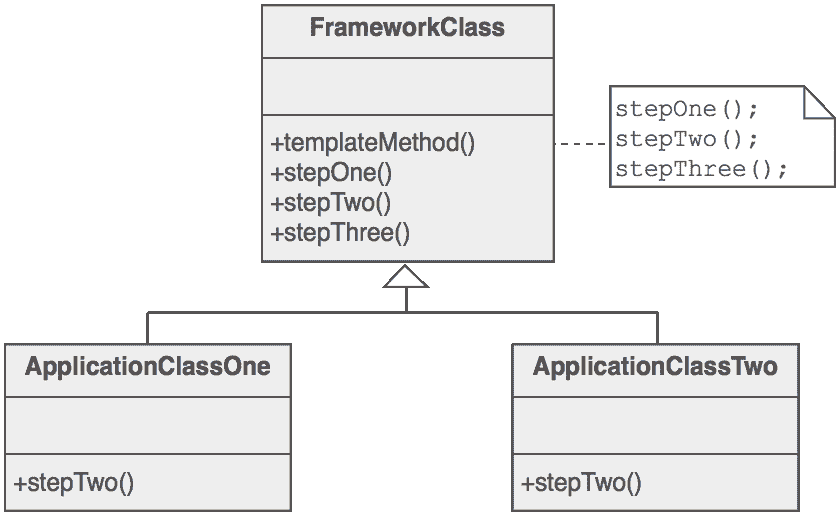 FrameworkClass
+templateMethod()
+stepOne()
+stepTwo()
+stepThree()
stepOne();
stepTwo();
stepThree();
ApplicationClassOne
+stepTwo()
ApplicationClassTwo
+stepTwo()